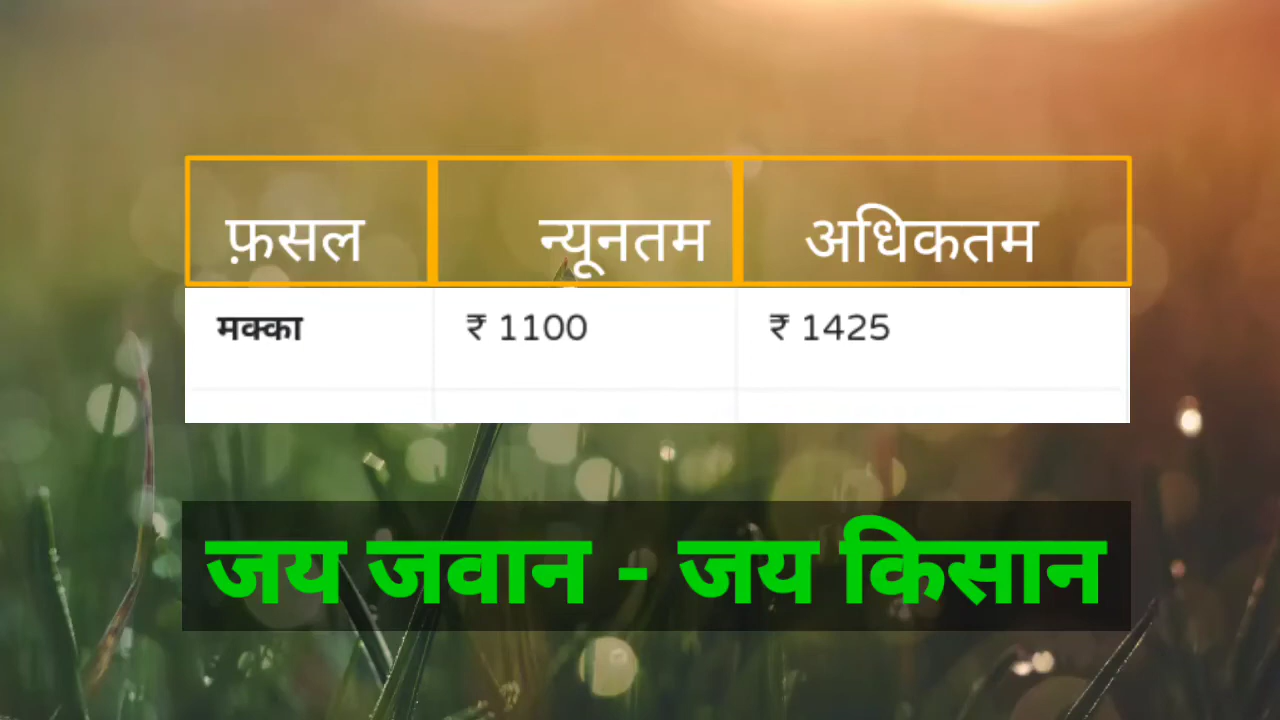 फ़सल न्यूनतम अधिकतम
मक्का ₹ 1100 ₹ 1425
जय जवान - जय किसान